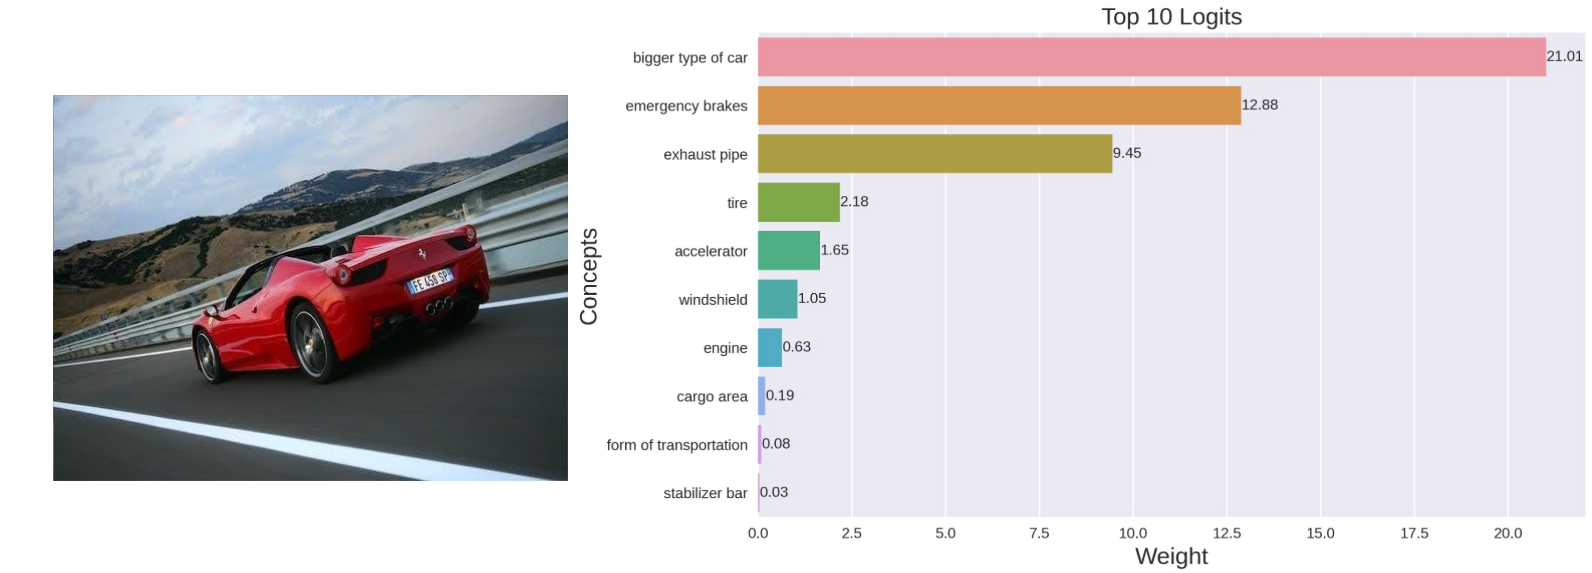 FE 458 SP
Top 10 Logits
Concepts
bigger type of car 21.01
emergency brakes 12.88
exhaust pipe 9.45
tire 2.18
accelerator 1.65
windshield 1.05
engine 0.63
cargo area 0.19
form of transportation 0.08
stabilizer bar 0.03
0.0 2.5 5.0 7.5 10.0 12.5 15.0 17.5 20.0
Weight